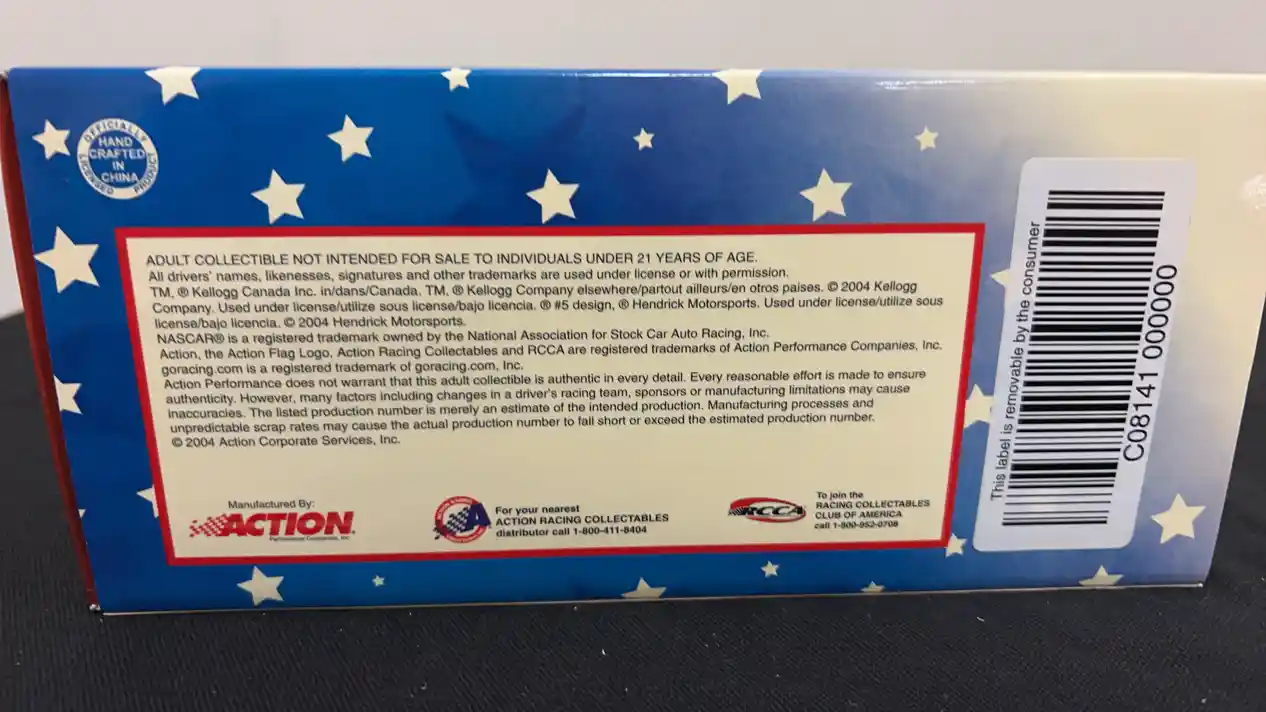 OFFICIALLY LICENSED PRODUCT
HAND
CRAFTED
IN
CHINA
ADULT COLLECTIBLE NOT INTENDED FOR SALE TO INDIVIDUALS UNDER 21 YEARS OF AGE.
All drivers' names, likenesses, signatures and other trademarks are used under license or with permission.
TM, ® Kellogg Canada Inc. in/dans/Canada. TM, ® Kellogg Company elsewhere/partout ailleurs/en otros paises. © 2004 Kellogg
Company. Used under license/utilize sous license/bajo licencia. ® #5 design, ® Hendrick Motorsports. Used under license/utilize sous
license/bajo licencia. © 2004 Hendrick Motorsports.
NASCAR® is a registered trademark owned by the National Association for Stock Car Auto Racing, Inc.
Action, the Action Flag Logo, Action Racing Collectables and RCCA are registered trademarks of Action Performance Companies, Inc.
goracing.com is a registered trademark of goracing.com, Inc.
Action Performance does not warrant that this adult collectible is authentic in every detail. Every reasonable effort is made to ensure
authenticity. However, many factors including changes in a driver's racing team, sponsors or manufacturing limitations may cause
inaccuracies. The listed production number is merely an estimate of the intended production. Manufacturing processes and
unpredictable scrap rates may cause the actual production number to fall short or exceed the estimated production number.
© 2004 Action Corporate Services, Inc.
Manufactured By:
ACTION
Performance Companies, Inc.
For your nearest
ACTION RACING COLLECTABLES
distributor call 1-800-411-8404
RCCA
To join the
RACING COLLECTABLES
CLUB OF AMERICA
call 1-800-952-0708
This label is removable by the consumer
C08141 000000